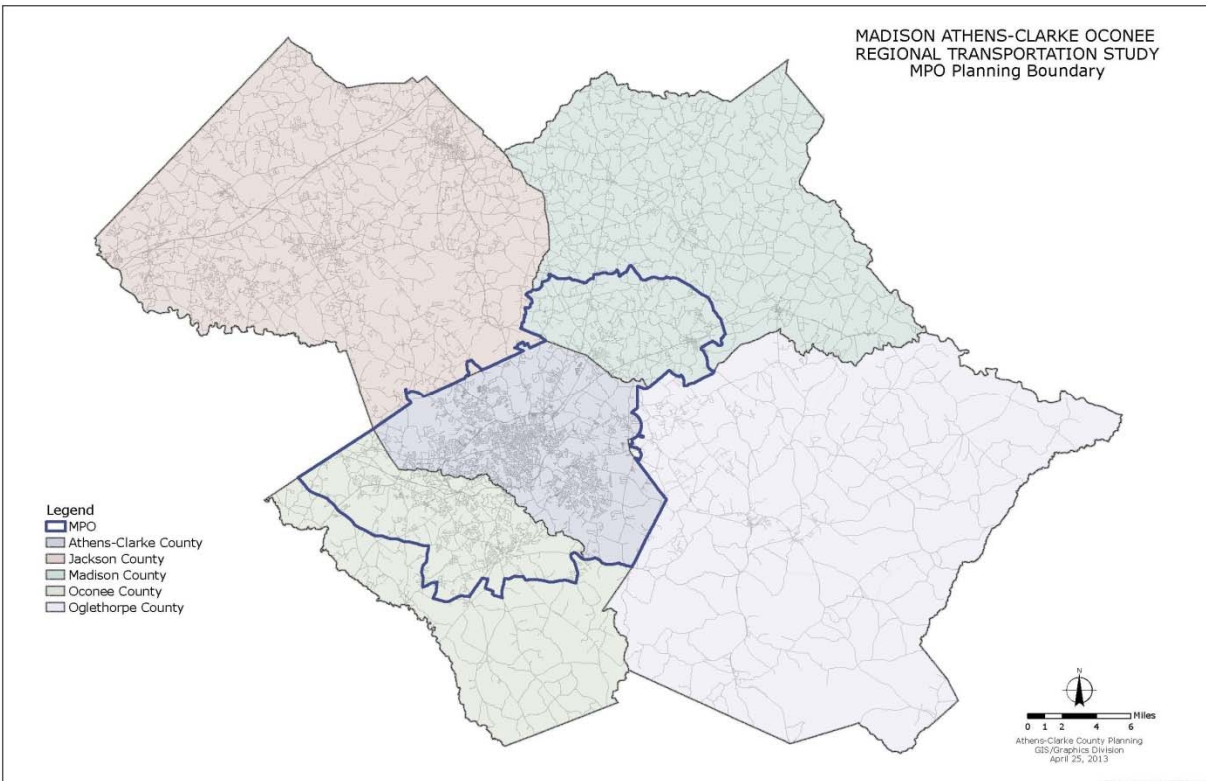 MADISON ATHENS-CLARKE OCONEE
REGIONAL TRANSPORTATION STUDY
MPO Planning Boundary
Legend
MPO
Athens-Clarke County
Jackson County
Madison County
Oconee County
Oglethorpe County
N
Miles
0 1 2 4 6
Athens-Clarke County Planning
GIS/Graphics Division
April 25, 2013